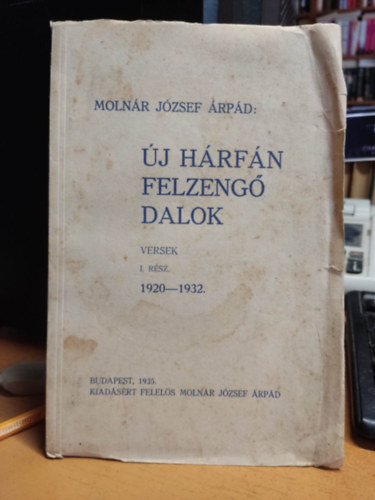 MOLNÁR JÓZSEF ÁRPÁD:
ÚJ HÁRFÁN
FELZENGŐ
DALOK
VERSEK
I. RÉSZ.
1920—1932.
BUDAPEST, 1935.
KIADÁSÉRT FELELŐS MOLNÁR JÓZSEF ÁRPÁD